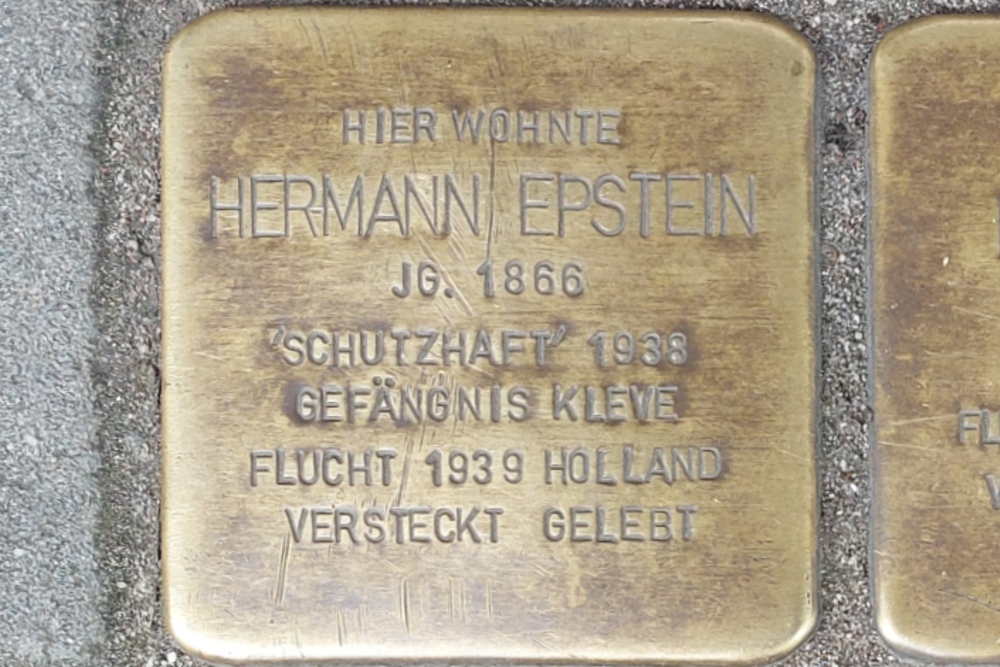 HIER WOHNTE
HERMANN EPSTEIN
JG. 1866
'SCHUTZHAFT' 1938
GEFÄNGNIS KLEVE
FLUCHT 1939 HOLLAND
VERSTECKT GELEBT